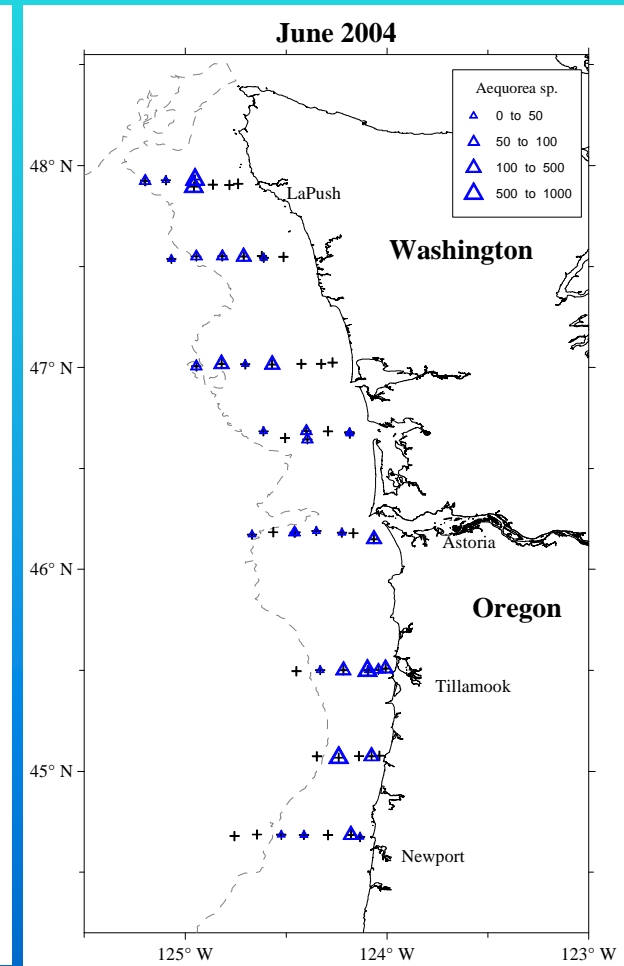 June 2004
Aequorea sp.
0 to 50
50 to 100
100 to 500
500 to 1000
48° N
LaPush
Washington
47° N
Astoria
46° N
Oregon
Tillamook
45° N
Newport
125° W
124° W
123° W